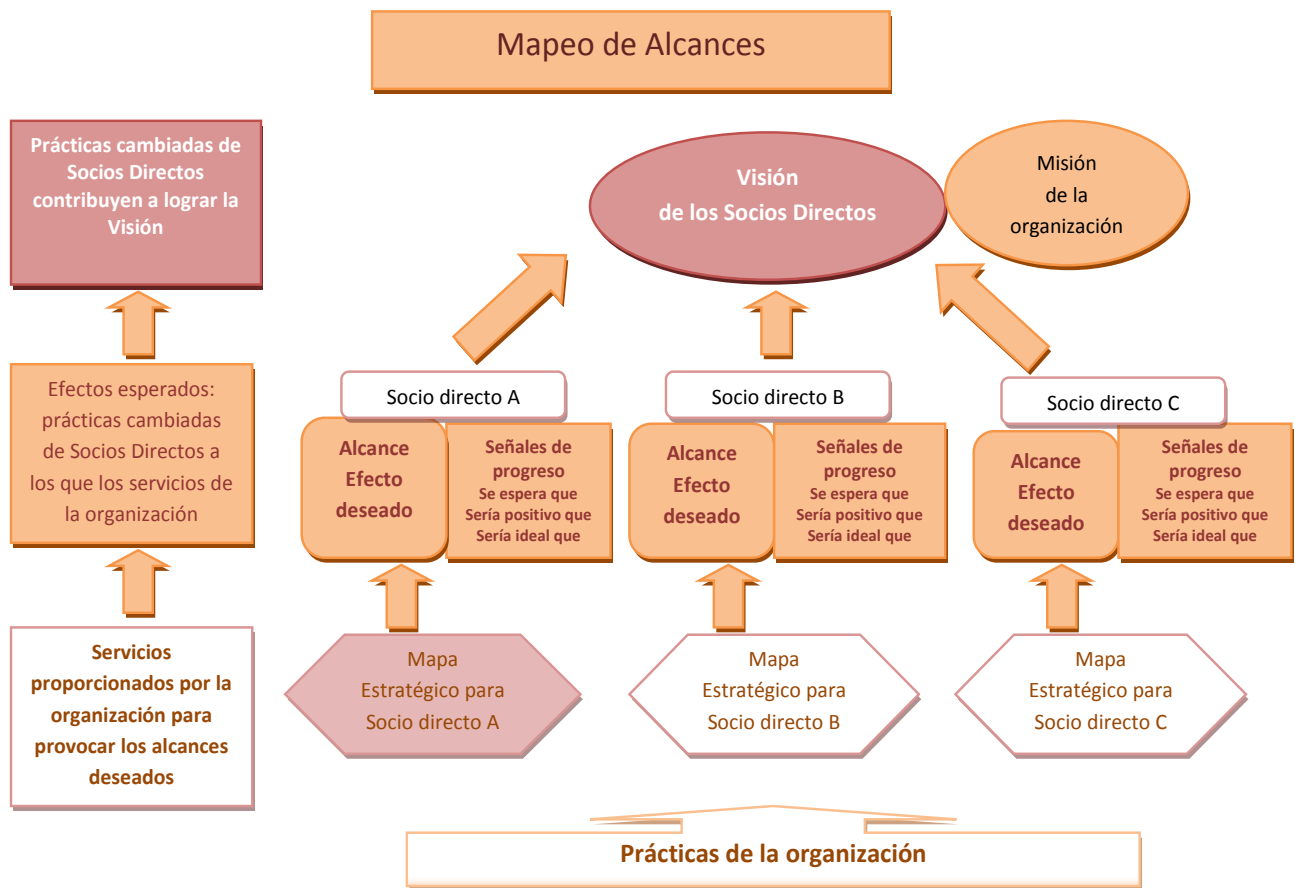 Mapeo de Alcances
Prácticas cambiadas de
Socios Directos
contribuyen a lograr la
Visión
Visión
de los Socios Directos
Misión
de la
organización
Efectos esperados:
prácticas cambiadas
de Socios Directos a
los que los servicios de
la organización
Socio directo A
Alcance
Efecto
deseado
Señales de
progreso
Se espera que
Sería positivo que
Sería ideal que
Socio directo B
Alcance
Efecto
deseado
Señales de
progreso
Se espera que
Sería positivo que
Sería ideal que
Socio directo C
Alcance
Efecto
deseado
Señales de
progreso
Se espera que
Sería positivo que
Sería ideal que
Servicios
proporcionados por la
organización para
provocar los alcances
deseados
Mapa
Estratégico para
Socio directo A
Mapa
Estratégico para
Socio directo B
Mapa
Estratégico para
Socio directo C
Prácticas de la organización